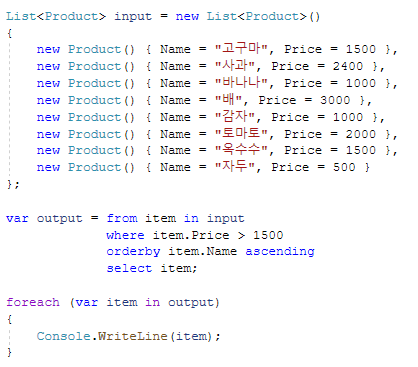 List<Product> input = new List<Product>()
{
    new Product() { Name = "고구마", Price = 1500 },
    new Product() { Name = "사과", Price = 2400 },
    new Product() { Name = "바나나", Price = 1000 },
    new Product() { Name = "배", Price = 3000 },
    new Product() { Name = "감자", Price = 1000 },
    new Product() { Name = "토마토", Price = 2000 },
    new Product() { Name = "옥수수", Price = 1500 },
    new Product() { Name = "자두", Price = 500 }
};

var output = from item in input
             where item.Price > 1500
             orderby item.Name ascending
             select item;

foreach (var item in output)
{
    Console.WriteLine(item);
}